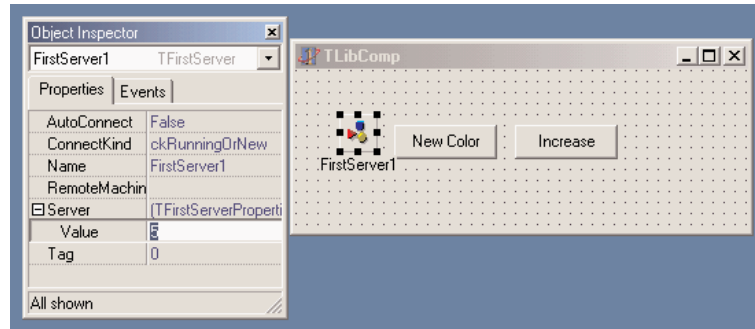 Object Inspector
FirstServer1 TFirstServer
Properties Events
AutoConnect False
ConnectKind ckRunningOrNew
Name FirstServer1
RemoteMachin
Server (TFirstServerProperti
Value 5
Tag 0
All shown
TLibComp
New Color Increase
FirstServer1